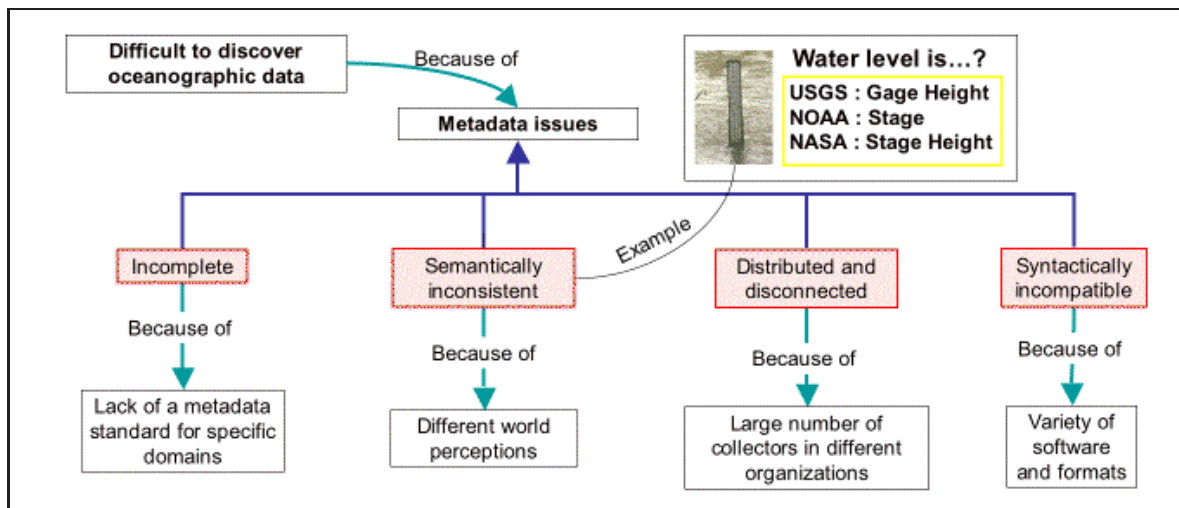 Difficult to discover
oceanographic data
Because of
Metadata issues
Water level is...?
USGS : Gage Height
NOAA : Stage
NASA : Stage Height
Example
Incomplete
Semantically
inconsistent
Distributed and
disconnected
Syntactically
incompatible
Because of
Because of
Because of
Because of
Lack of a metadata
standard for specific
domains
Different world
perceptions
Large number of
collectors in different
organizations
Variety of
software
and formats